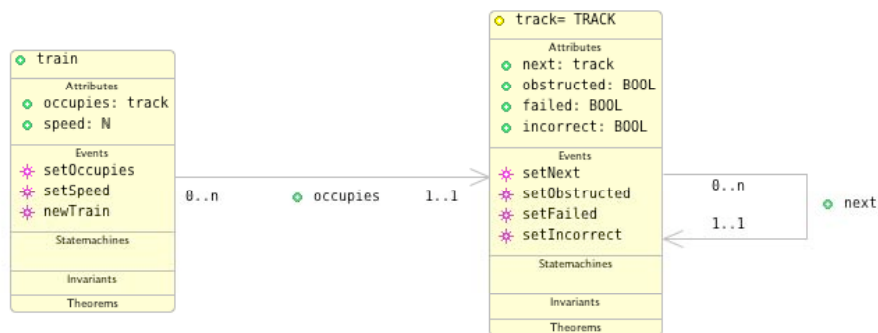 train
Attributes
occupies: track
speed: ℕ
Events
setOccupies
setSpeed
newTrain
Statemachines
Invariants
Theorems
0..n
occupies
1..1
track= TRACK
Attributes
next: track
obstructed: BOOL
failed: BOOL
incorrect: BOOL
Events
setNext
setObstructed
setFailed
setIncorrect
Statemachines
Invariants
Theorems
0..n
1..1
next